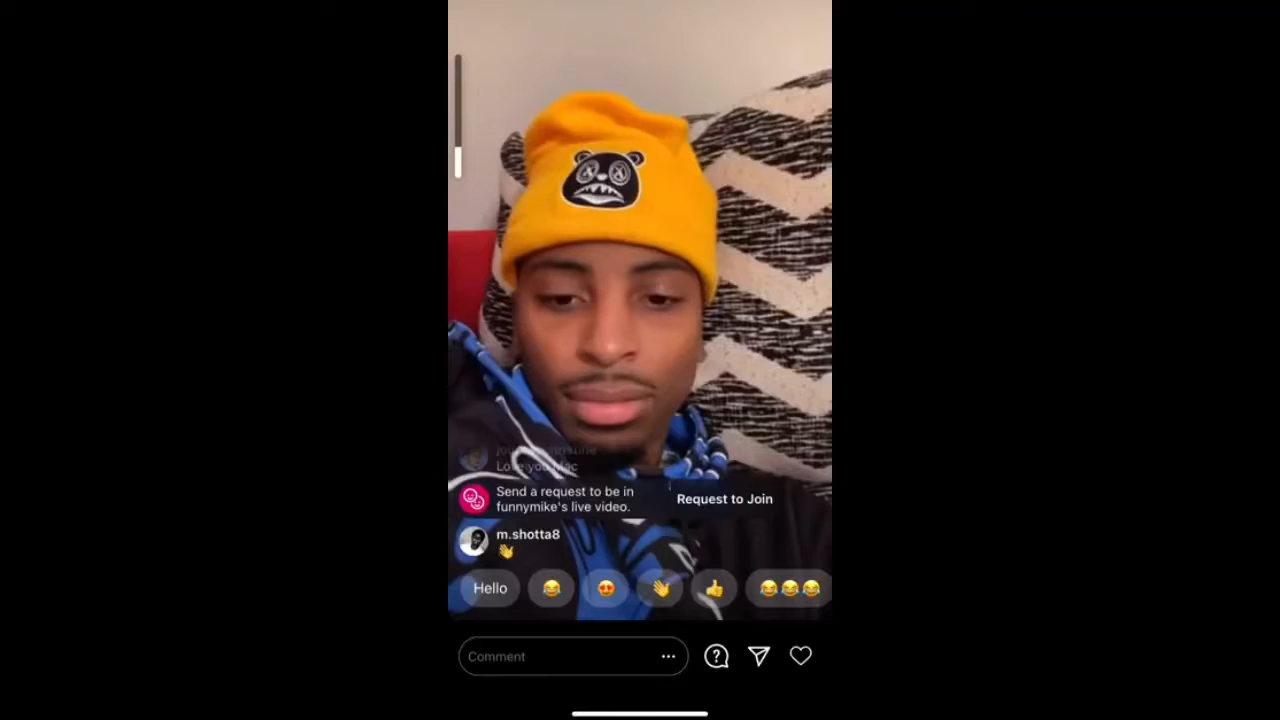 Love you Mac
Send a request to be in
funnymike's live video.
Request to Join
m.shotta8
Hello
Comment